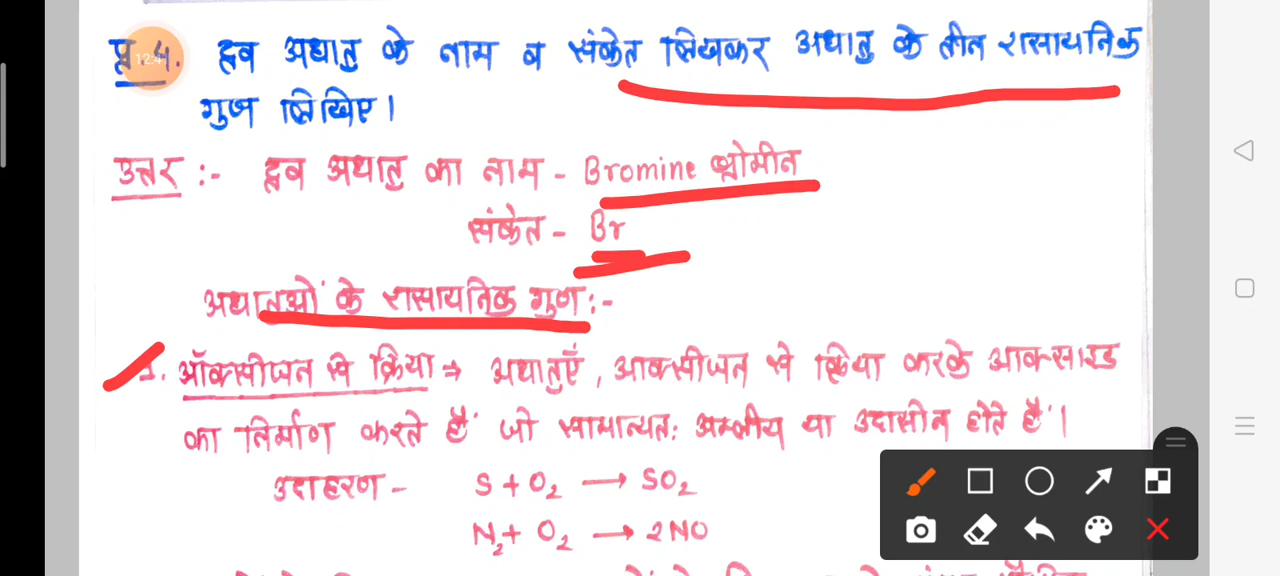 प्र 4. द्रव अधातु के नाम व संकेत लिखकर अधातु के तीन रासायनिक
गुण लिखिए।
उत्तर :- द्रव अधातु का नाम - Bromine ब्रोमीन
संकेत - Br
अधातुओं के रासायनिक गुण:-
1. ऑक्सीजन से क्रिया ⇒ अधातुएँ, आक्सीजन से क्रिया करके आक्साइड
का निर्माण करते हैं जो सामान्यत: अम्लीय या उदासीन होते हैं।
उदाहरण - S + O₂ ⟶ SO₂
N₂ + O₂ ⟶ 2NO